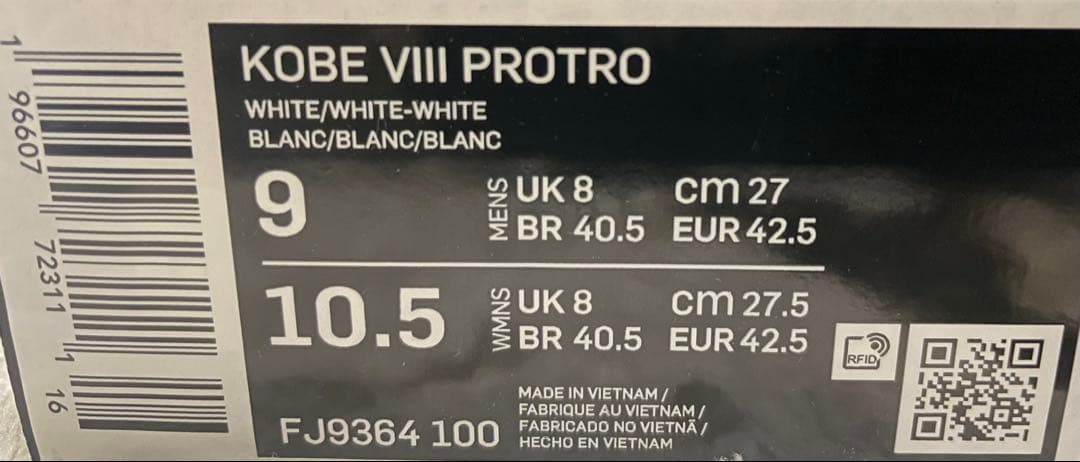 KOBE VIII PROTRO
WHITE/WHITE-WHITE
BLANC/BLANC/BLANC
9 MENS UK 8 cm 27
BR 40.5 EUR 42.5
10.5 WMNS UK 8 cm 27.5
BR 40.5 EUR 42.5
RFID
FJ9364 100
MADE IN VIETNAM /
FABRIQUE AU VIETNAM /
FABRICADO NO VIETNÃ /
HECHO EN VIETNAM
1 96607 72311 1 16